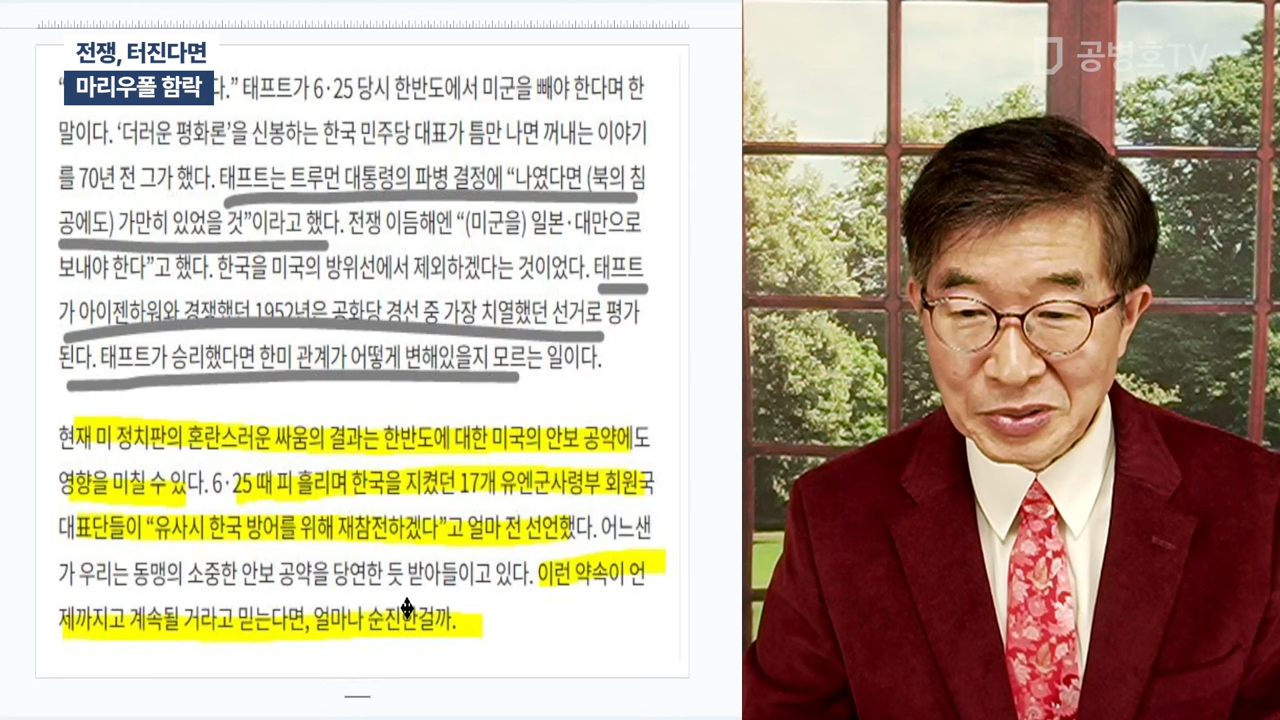 전쟁, 터진다면
마리우폴 함락
공병호TV
다.” 태프트가 6·25 당시 한반도에서 미군을 빼야 한다며 한
말이다. ‘더러운 평화론’을 신봉하는 한국 민주당 대표가 틈만 나면 꺼내는 이야기
를 70년 전 그가 했다. 태프트는 트루먼 대통령의 파병 결정에 “나였다면 (북의 침
공에도) 가만히 있었을 것”이라고 했다. 전쟁 이듬해엔 “(미군을) 일본·대만으로
보내야 한다”고 했다. 한국을 미국의 방위선에서 제외하겠다는 것이었다. 태프트
가 아이젠하워와 경쟁했던 1952년은 공화당 경선 중 가장 치열했던 선거로 평가
된다. 태프트가 승리했다면 한미 관계가 어떻게 변해있을지 모르는 일이다.
현재 미 정치판의 혼란스러운 싸움의 결과는 한반도에 대한 미국의 안보 공약에도
영향을 미칠 수 있다. 6·25 때 피 흘리며 한국을 지켰던 17개 유엔군사령부 회원국
대표단들이 “유사시 한국 방어를 위해 재참전하겠다”고 얼마 전 선언했다. 어느샌
가 우리는 동맹의 소중한 안보 공약을 당연한 듯 받아들이고 있다. 이런 약속이 언
제까지고 계속될 거라고 믿는다면, 얼마나 순진한걸까.